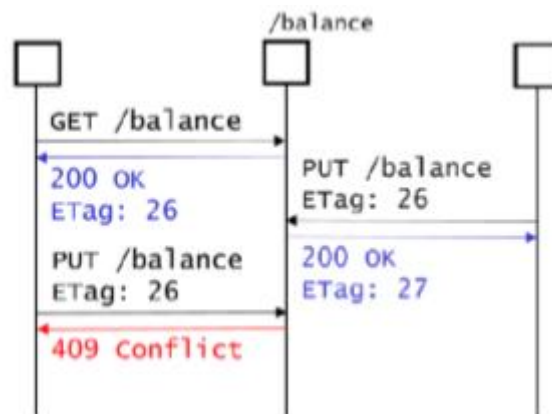 /balance
GET /balance
200 OK
ETag: 26
PUT /balance
ETag: 26
200 OK
ETag: 27
PUT /balance
ETag: 26
409 Conflict